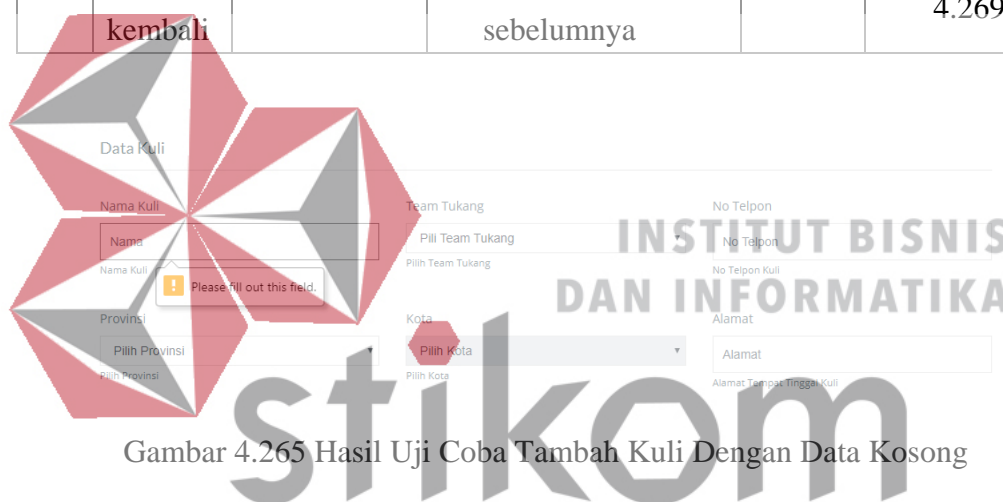 4.269
kembali sebelumnya
Data Kuli
Nama Kuli Team Tukang No Telpon
Nama Pili Team Tukang No Telpon
Nama Kuli Pilih Team Tukang No Telpon Kuli
Please fill out this field.
INSTITUT BISNIS
DAN INFORMATIKA
Provinsi Kota Alamat
Pilih Provinsi Pilih Kota Alamat
Pilih Provinsi Pilih Kota Alamat Tempat Tinggal Kuli
stikom
Gambar 4.265 Hasil Uji Coba Tambah Kuli Dengan Data Kosong